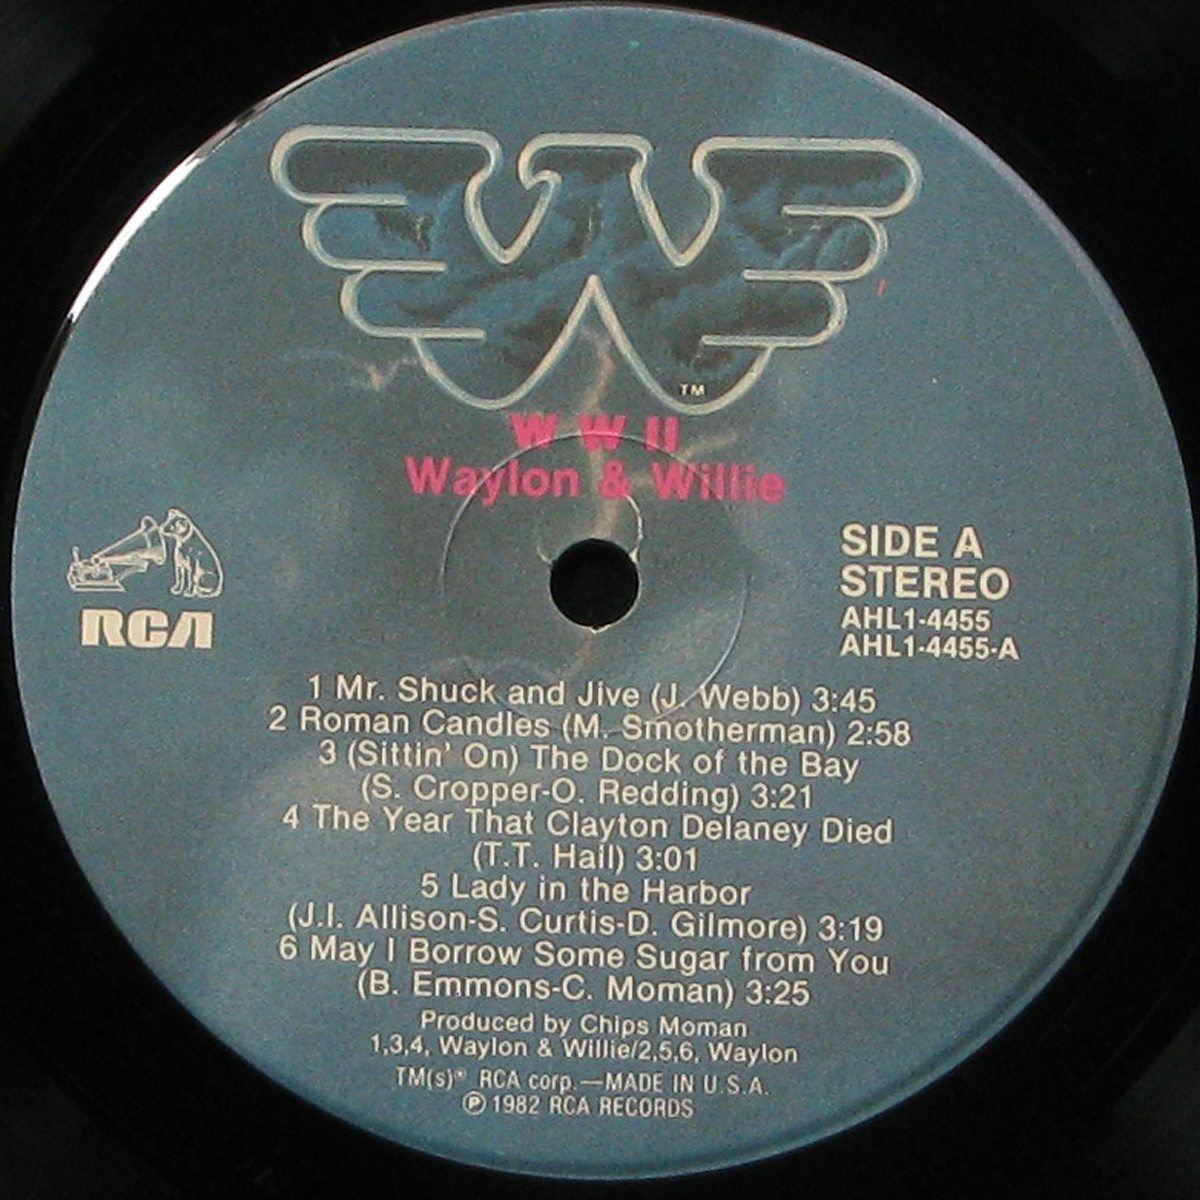 TM
W W II
Waylon & Willie
RCA
SIDE A
STEREO
AHL1-4455
AHL1-4455-A
1 Mr. Shuck and Jive (J. Webb) 3:45
2 Roman Candles (M. Smotherman) 2:58
3 (Sittin' On) The Dock of the Bay
(S. Cropper-O. Redding) 3:21
4 The Year That Clayton Delaney Died
(T.T. Hall) 3:01
5 Lady in the Harbor
(J.I. Allison-S. Curtis-D. Gilmore) 3:19
6 May I Borrow Some Sugar from You
(B. Emmons-C. Moman) 3:25
Produced by Chips Moman
1,3,4, Waylon & Willie/2,5,6, Waylon
TM(s)® RCA corp.—MADE IN U.S.A.
℗ 1982 RCA RECORDS